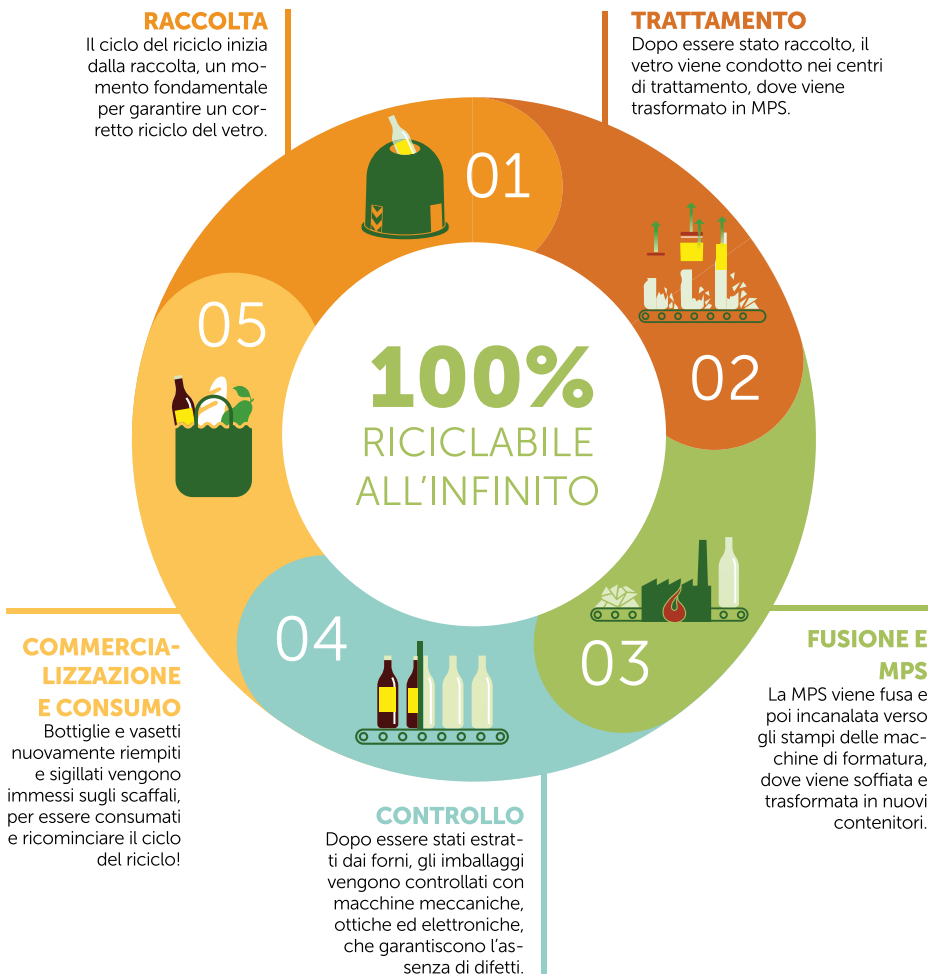 RACCOLTA
Il ciclo del riciclo inizia
dalla raccolta, un mo-
mento fondamentale
per garantire un cor-
retto riciclo del vetro.
TRATTAMENTO
Dopo essere stato raccolto, il
vetro viene condotto nei centri
di trattamento, dove viene
trasformato in MPS.
01
02
03
04
05
100%
RICICLABILE
ALL'INFINITO
FUSIONE E
MPS
La MPS viene fusa e
poi incanalata verso
gli stampi delle mac-
chine di formatura,
dove viene soffiata e
trasformata in nuovi
contenitori.
CONTROLLO
Dopo essere stati estrat-
ti dai forni, gli imballaggi
vengono controllati con
macchine meccaniche,
ottiche ed elettroniche,
che garantiscono l'as-
senza di difetti.
COMMERCIA-
LIZZAZIONE
E CONSUMO
Bottiglie e vasetti
nuovamente riempiti
e sigillati vengono
immessi sugli scaffali,
per essere consumati
e ricominciare il ciclo
del riciclo!